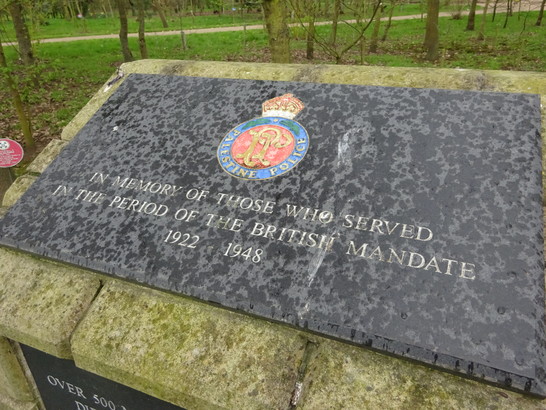 PALESTINE POLICE
IN MEMORY OF THOSE WHO SERVED
IN THE PERIOD OF THE BRITISH MANDATE
1922 1948
OVER 500